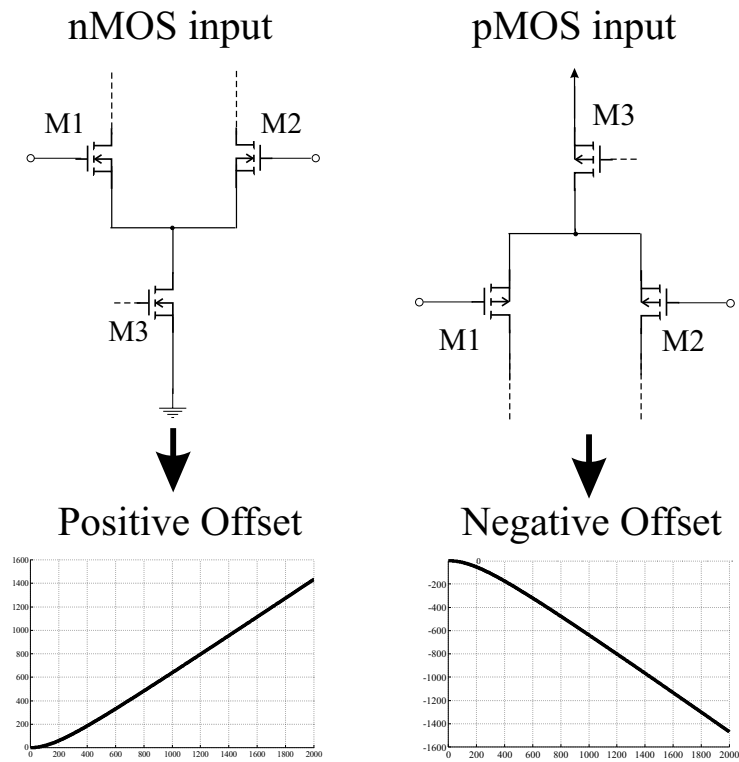 nMOS input
pMOS input
M1
M2
M3
M3
M1
M2
Positive Offset
Negative Offset
1600
1400
1200
1000
800
600
400
200
0
0 200 400 600 800 1000 1200 1400 1600 1800 2000
0
-200
-400
-600
-800
-1000
-1200
-1400
-1600
0 200 400 600 800 1000 1200 1400 1600 1800 2000